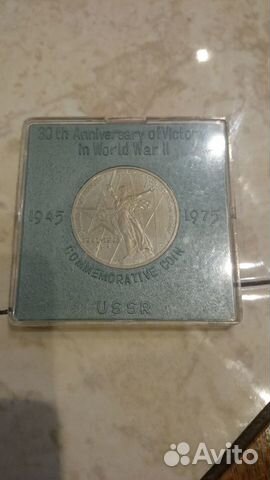 30th Anniversary of Victory
in World War II
1945
1975
COMMEMORATIVE COIN
USSR
Avito